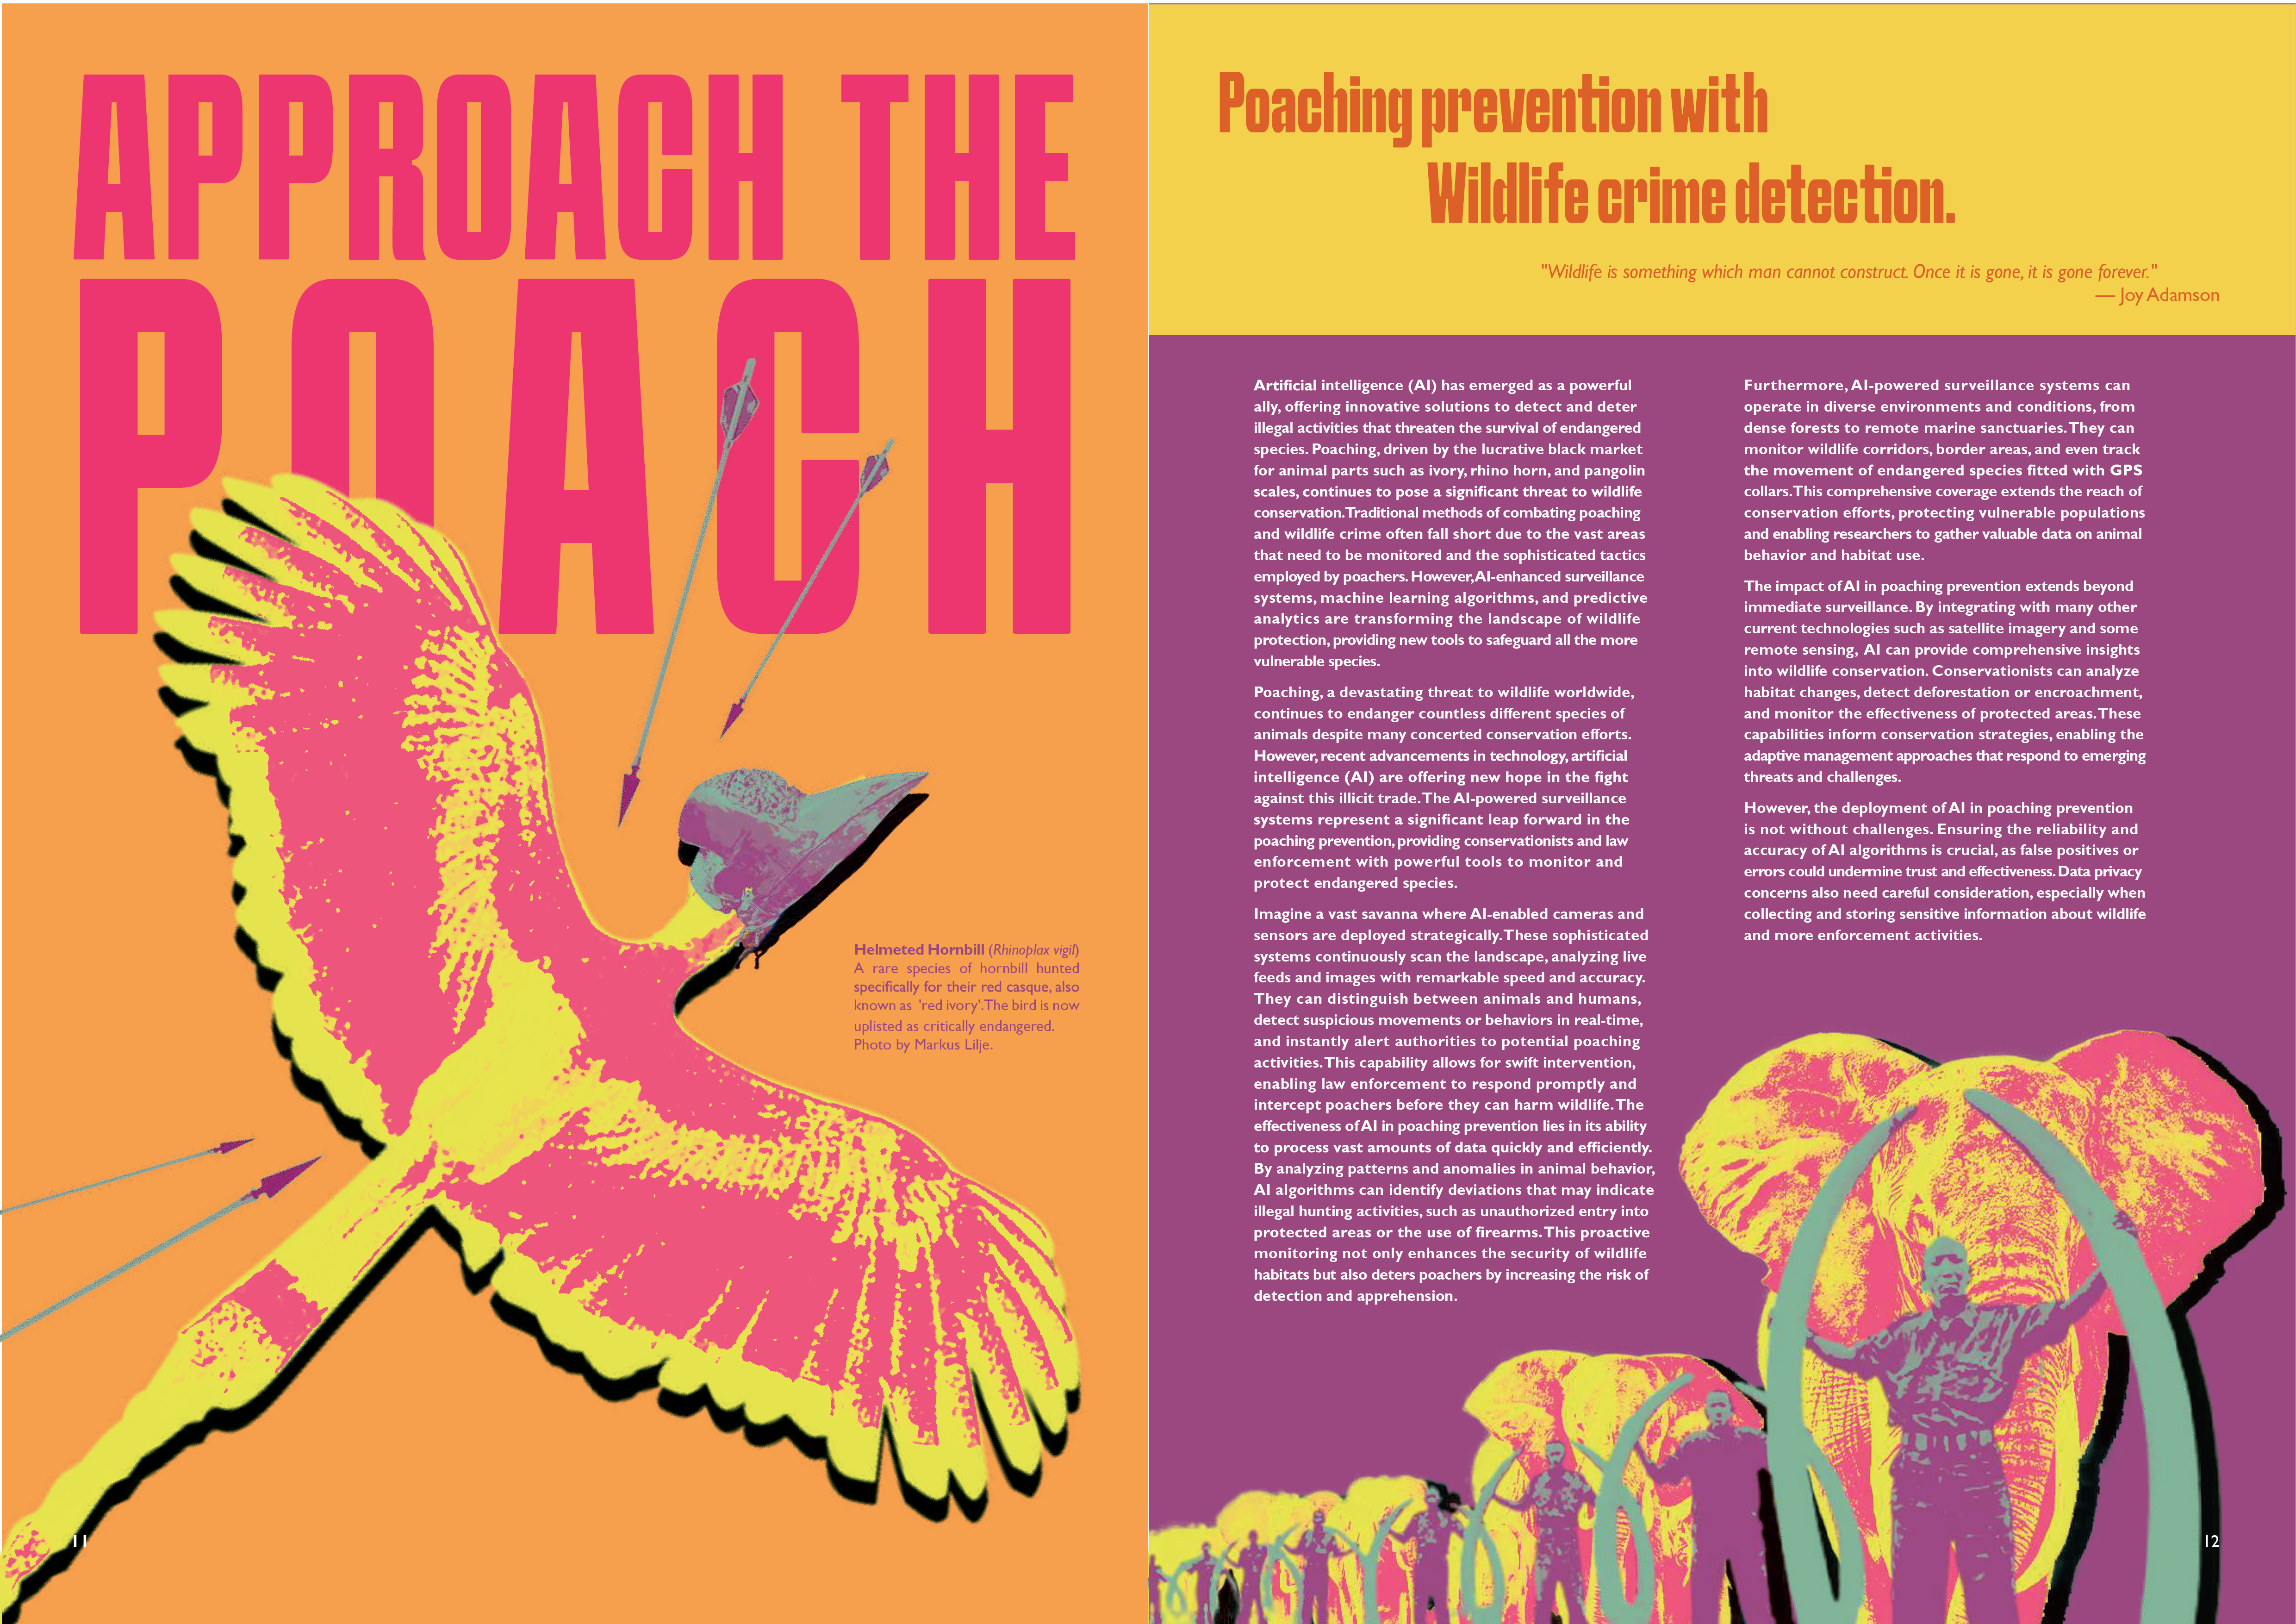 APPROACH THE
POACH
Helmeted Hornbill (Rhinoplax vigil)
A rare species of hornbill hunted
specifically for their red casque, also
known as 'red ivory'. The bird is now
uplisted as critically endangered.
Photo by Markus Lilje.
11
Poaching prevention with
Wildlife crime detection.
"Wildlife is something which man cannot construct. Once it is gone, it is gone forever."
— Joy Adamson
Artificial intelligence (AI) has emerged as a powerful
ally, offering innovative solutions to detect and deter
illegal activities that threaten the survival of endangered
species. Poaching, driven by the lucrative black market
for animal parts such as ivory, rhino horn, and pangolin
scales, continues to pose a significant threat to wildlife
conservation. Traditional methods of combating poaching
and wildlife crime often fall short due to the vast areas
that need to be monitored and the sophisticated tactics
employed by poachers. However, AI-enhanced surveillance
systems, machine learning algorithms, and predictive
analytics are transforming the landscape of wildlife
protection, providing new tools to safeguard all the more
vulnerable species.
Poaching, a devastating threat to wildlife worldwide,
continues to endanger countless different species of
animals despite many concerted conservation efforts.
However, recent advancements in technology, artificial
intelligence (AI) are offering new hope in the fight
against this illicit trade. The AI-powered surveillance
systems represent a significant leap forward in the
poaching prevention, providing conservationists and law
enforcement with powerful tools to monitor and
protect endangered species.
Imagine a vast savanna where AI-enabled cameras and
sensors are deployed strategically. These sophisticated
systems continuously scan the landscape, analyzing live
feeds and images with remarkable speed and accuracy.
They can distinguish between animals and humans,
detect suspicious movements or behaviors in real-time,
and instantly alert authorities to potential poaching
activities. This capability allows for swift intervention,
enabling law enforcement to respond promptly and
intercept poachers before they can harm wildlife. The
effectiveness of AI in poaching prevention lies in its ability
to process vast amounts of data quickly and efficiently.
By analyzing patterns and anomalies in animal behavior,
AI algorithms can identify deviations that may indicate
illegal hunting activities, such as unauthorized entry into
protected areas or the use of firearms. This proactive
monitoring not only enhances the security of wildlife
habitats but also deters poachers by increasing the risk of
detection and apprehension.
Furthermore, AI-powered surveillance systems can
operate in diverse environments and conditions, from
dense forests to remote marine sanctuaries. They can
monitor wildlife corridors, border areas, and even track
the movement of endangered species fitted with GPS
collars. This comprehensive coverage extends the reach of
conservation efforts, protecting vulnerable populations
and enabling researchers to gather valuable data on animal
behavior and habitat use.
The impact of AI in poaching prevention extends beyond
immediate surveillance. By integrating with many other
current technologies such as satellite imagery and some
remote sensing, AI can provide comprehensive insights
into wildlife conservation. Conservationists can analyze
habitat changes, detect deforestation or encroachment,
and monitor the effectiveness of protected areas. These
capabilities inform conservation strategies, enabling the
adaptive management approaches that respond to emerging
threats and challenges.
However, the deployment of AI in poaching prevention
is not without challenges. Ensuring the reliability and
accuracy of AI algorithms is crucial, as false positives or
errors could undermine trust and effectiveness. Data privacy
concerns also need careful consideration, especially when
collecting and storing sensitive information about wildlife
and more enforcement activities.
12